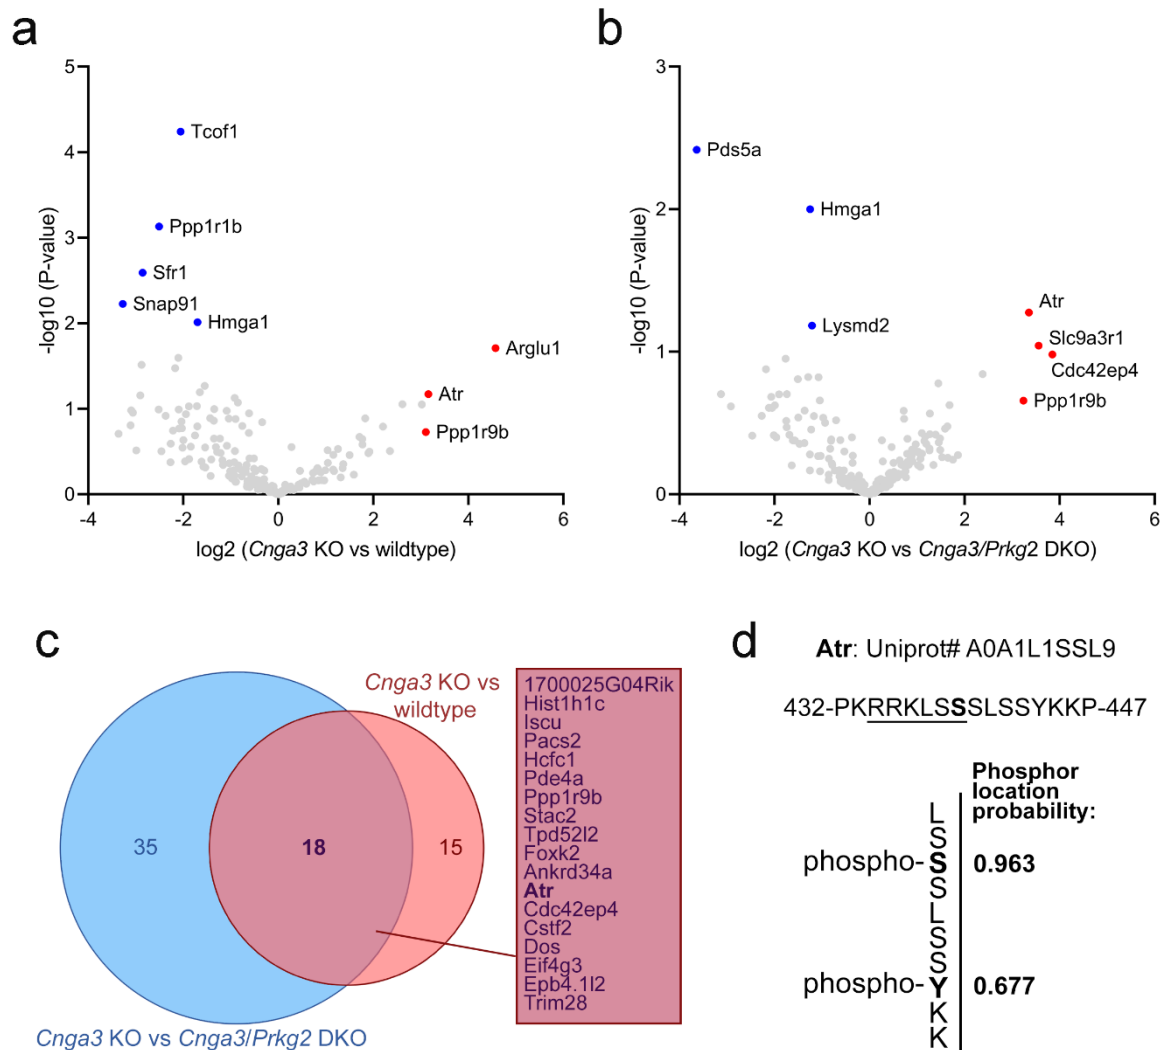 a
5
4
3
2
1
0
-4
-2
0
2
4
6
-log10 (P-value)
log2 (Cnga3 KO vs wildtype)
Tcof1
Ppp1r1b
Sfr1
Snap91
Hmga1
Arglu1
Atr
Ppp1r9b
b
3
2
1
0
-4
-2
0
2
4
6
-log10 (P-value)
log2 (Cnga3 KO vs Cnga3/Prkg2 DKO)
Pds5a
Hmga1
Lysmd2
Atr
Slc9a3r1
Cdc42ep4
Ppp1r9b
c
Cnga3 KO vs
wildtype
35
18
15
Cnga3 KO vs Cnga3/Prkg2 DKO
1700025G04Rik
Hist1h1c
Iscu
Pacs2
Hcfc1
Pde4a
Ppp1r9b
Stac2
Tpd52l2
Foxk2
Ankrd34a
Atr
Cdc42ep4
Cstf2
Dos
Eif4g3
Epb4.1l2
Trim28
d
Atr: Uniprot# A0A1L1SSL9
432-PKRRKLSSSLSSYKKP-447
Phosphor
location
probability:
L
S
phospho-S 0.963
S
L
S
S
phospho-Y 0.677
K
K